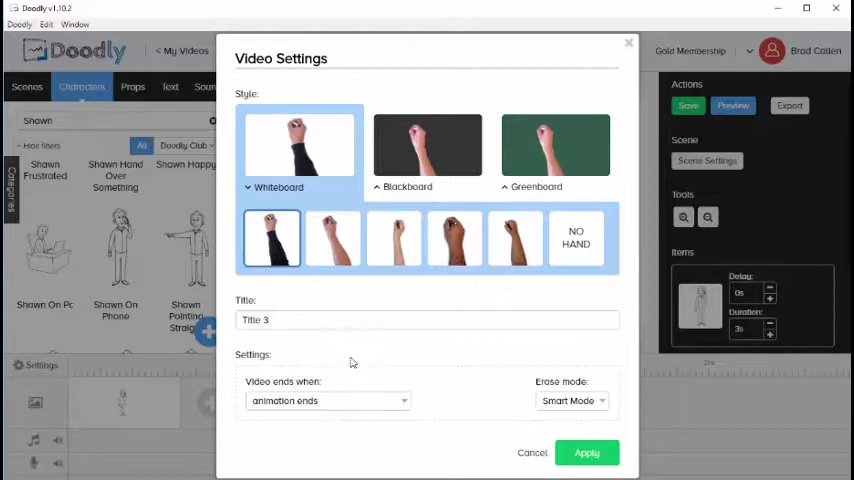 Doodly v1.10.2
Doodly Edit Window
Doodly
< My Videos
Gold Membership
Brad Callen
Scenes
Characters
Props
Text
Soun
Shawn
Hide filters
All
Doodly Club
Categories
Shawn Frustrated
Shawn Hand Over Something
Shawn Happy
Shawn On Pc
Shawn On Phone
Shawn Pointing Straig
Settings
Video Settings
Style:
Whiteboard
Blackboard
Greenboard
NO HAND
Title:
Title 3
Settings:
Video ends when:
animation ends
Erase mode:
Smart Mode
Cancel
Apply
Actions
Save
Preview
Export
Scene
Scene Settings
Tools
Items
Delay:
0s
Duration:
3s